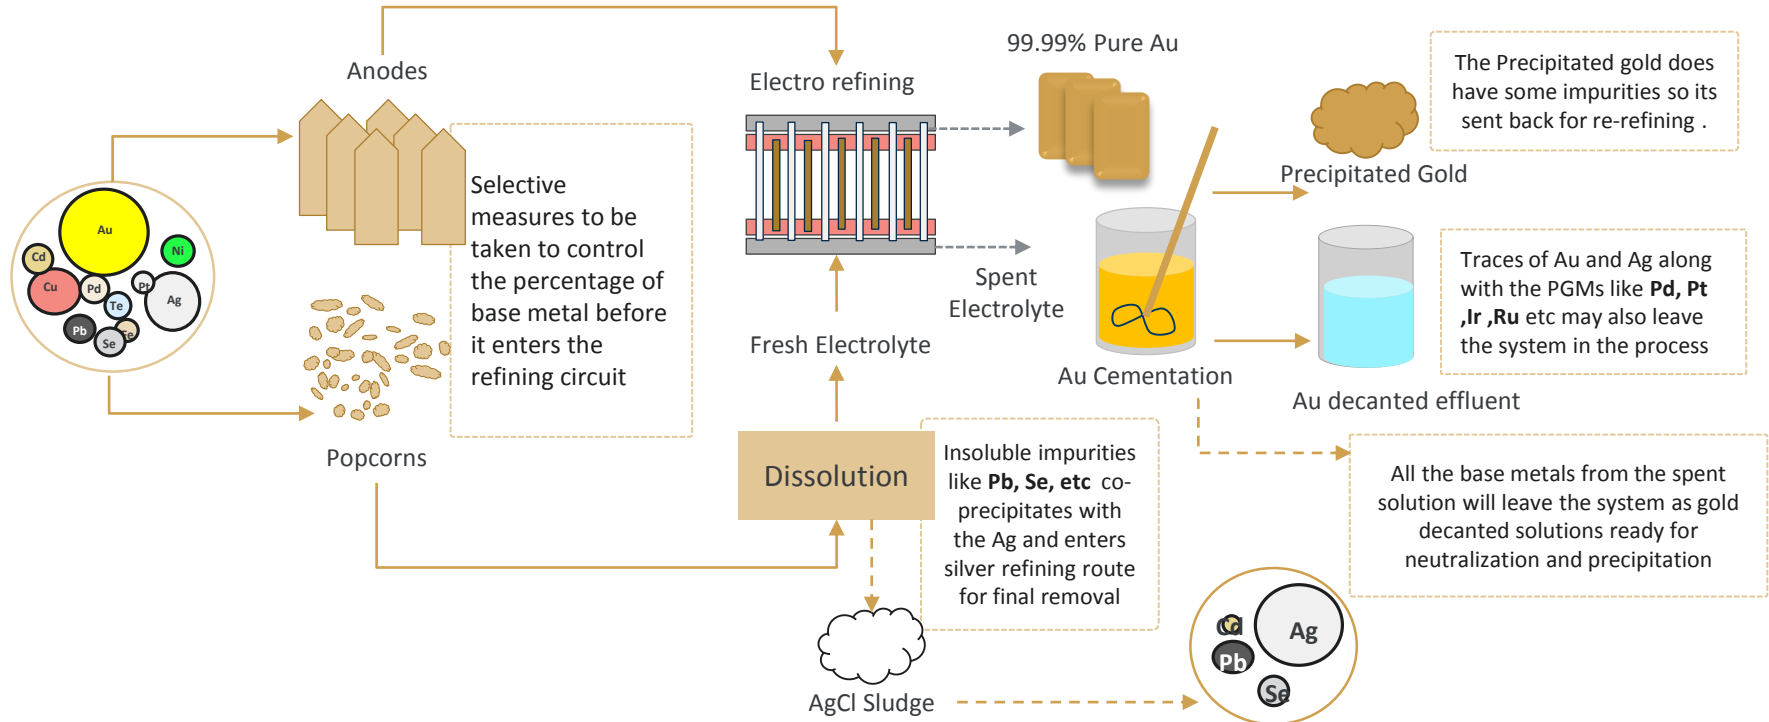 Anodes
Au
Cd
Ni
Cu
Pd
Pt
Te
Ag
Pb
Se
Popcorns
Selective
measures to be
taken to control
the percentage of
base metal before
it enters the
refining circuit
Electro refining
Fresh Electrolyte
Dissolution
Insoluble impurities
like Pb, Se, etc co-
precipitates with
the Ag and enters
silver refining route
for final removal
AgCl Sludge
99.99% Pure Au
Spent
Electrolyte
Au Cementation
Precipitated Gold
The Precipitated gold does
have some impurities so its
sent back for re-refining .
Au decanted effluent
Traces of Au and Ag along
with the PGMs like Pd, Pt
,Ir ,Ru etc may also leave
the system in the process
All the base metals from the spent
solution will leave the system as gold
decanted solutions ready for
neutralization and precipitation
Cd
Ag
Pb
Se